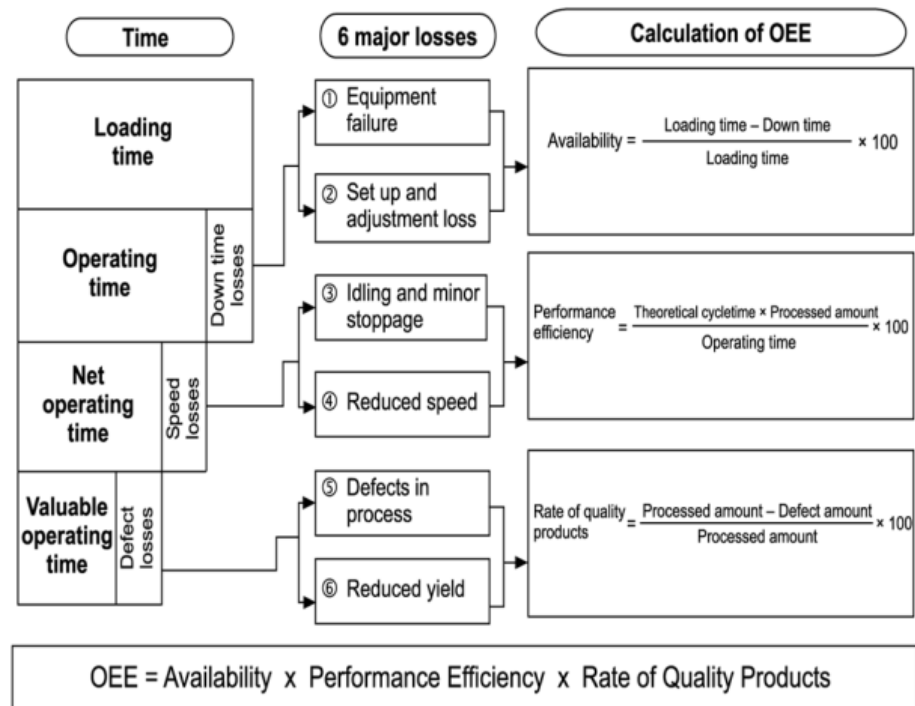 Time
6 major losses
Calculation of OEE
Loading
time
Operating
time
Down time
losses
Net
operating
time
Speed
losses
Valuable
operating
time
Defect
losses
① Equipment
failure
② Set up and
adjustment loss
③ Idling and minor
stoppage
④ Reduced speed
⑤ Defects in
process
⑥ Reduced yield
Availability = Loading time – Down time / Loading time × 100
Performance
efficiency = Theoretical cycletime × Processed amount / Operating time × 100
Rate of quality
products = Processed amount – Defect amount / Processed amount × 100
OEE = Availability x Performance Efficiency x Rate of Quality Products